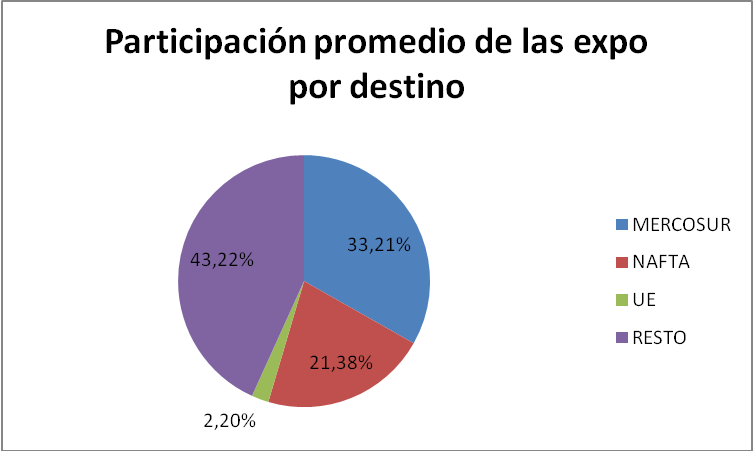 Participación promedio de las expo
por destino
33,21%
43,22%
21,38%
2,20%
MERCOSUR
NAFTA
UE
RESTO